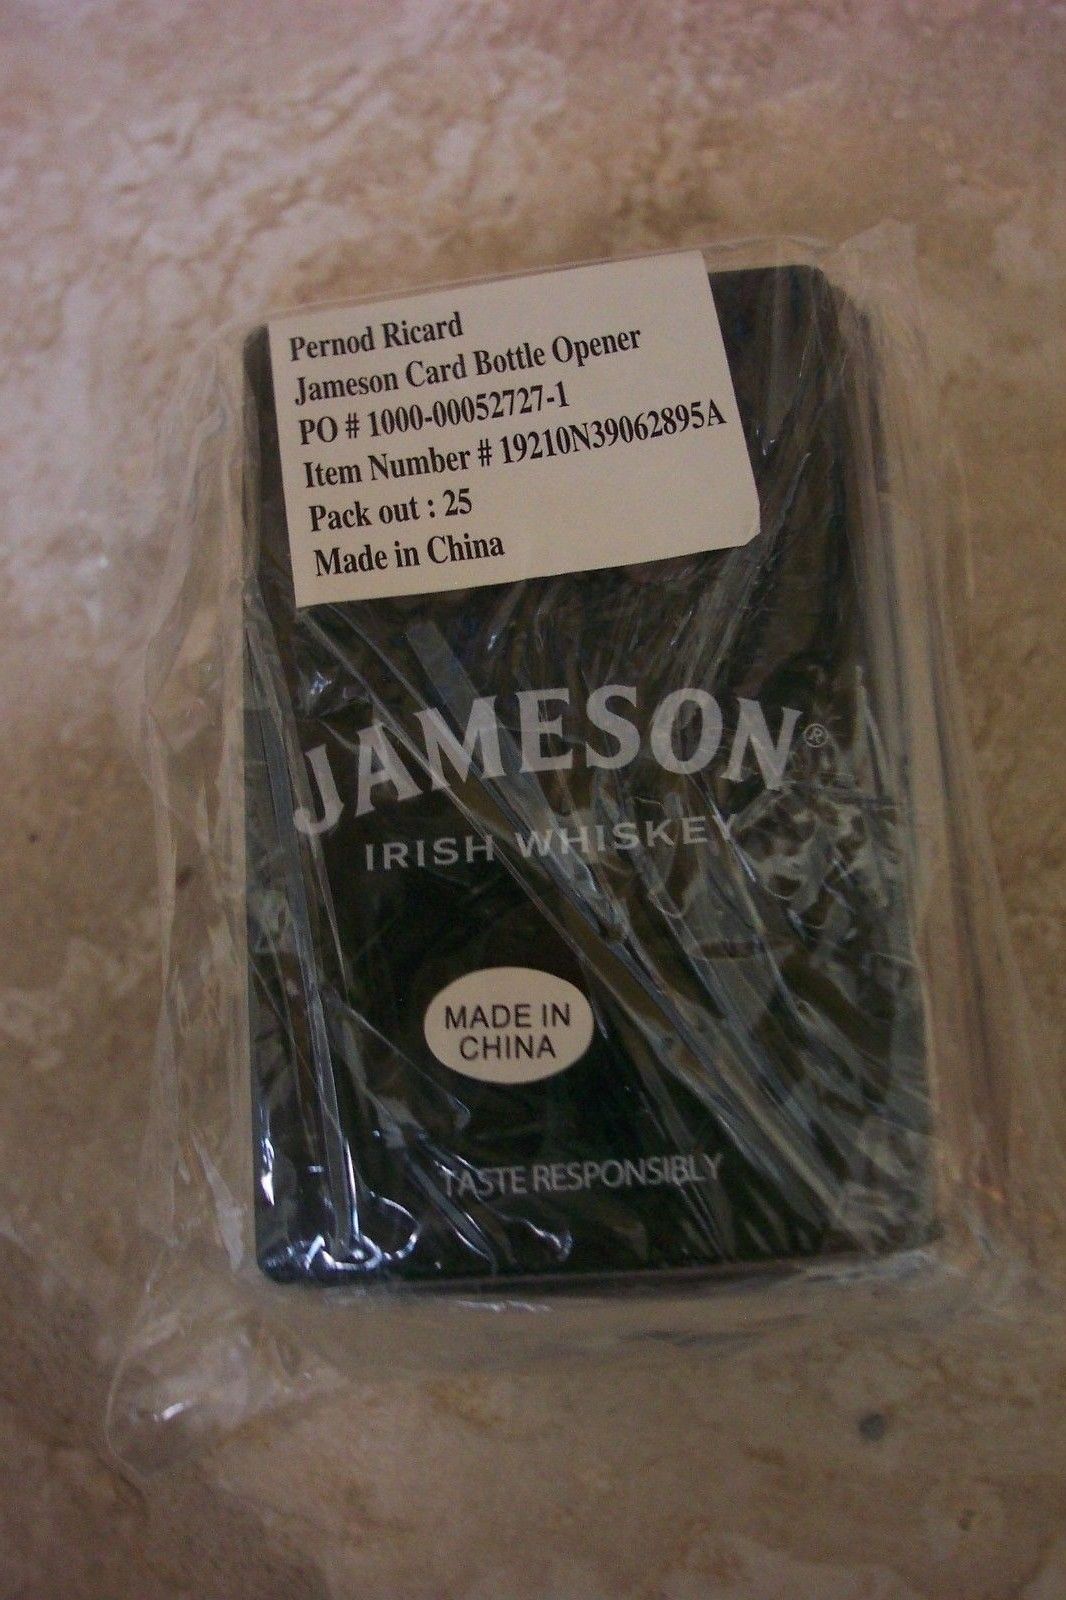 Pernod Ricard
Jameson Card Bottle Opener
PO # 1000-00052727-1
Item Number # 19210N39062895A
Pack out : 25
Made in China
JAMESON®
IRISH WHISKEY
MADE IN
CHINA
TASTE RESPONSIBLY